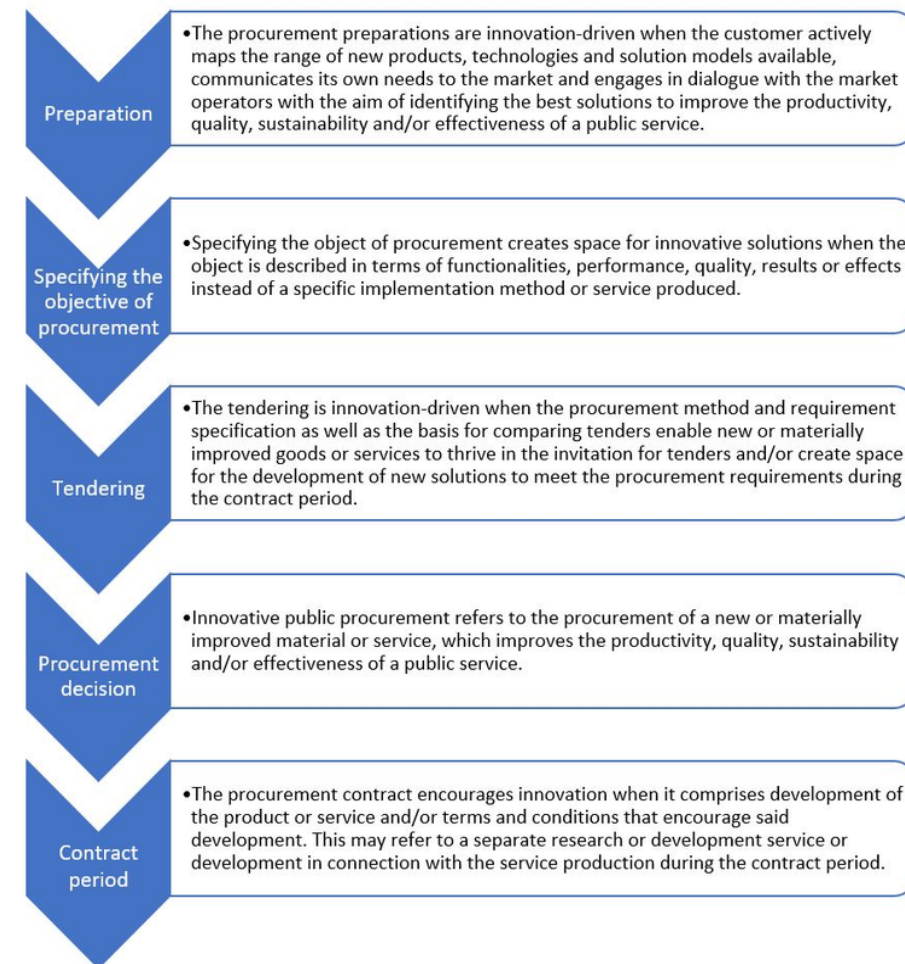 Preparation
•The procurement preparations are innovation-driven when the customer actively
maps the range of new products, technologies and solution models available,
communicates its own needs to the market and engages in dialogue with the market
operators with the aim of identifying the best solutions to improve the productivity,
quality, sustainability and/or effectiveness of a public service.
Specifying the
objective of
procurement
•Specifying the object of procurement creates space for innovative solutions when the
object is described in terms of functionalities, performance, quality, results or effects
instead of a specific implementation method or service produced.
Tendering
•The tendering is innovation-driven when the procurement method and requirement
specification as well as the basis for comparing tenders enable new or materially
improved goods or services to thrive in the invitation for tenders and/or create space
for the development of new solutions to meet the procurement requirements during
the contract period.
Procurement
decision
•Innovative public procurement refers to the procurement of a new or materially
improved material or service, which improves the productivity, quality, sustainability
and/or effectiveness of a public service.
Contract
period
•The procurement contract encourages innovation when it comprises development of
the product or service and/or terms and conditions that encourage said
development. This may refer to a separate research or development service or
development in connection with the service production during the contract period.